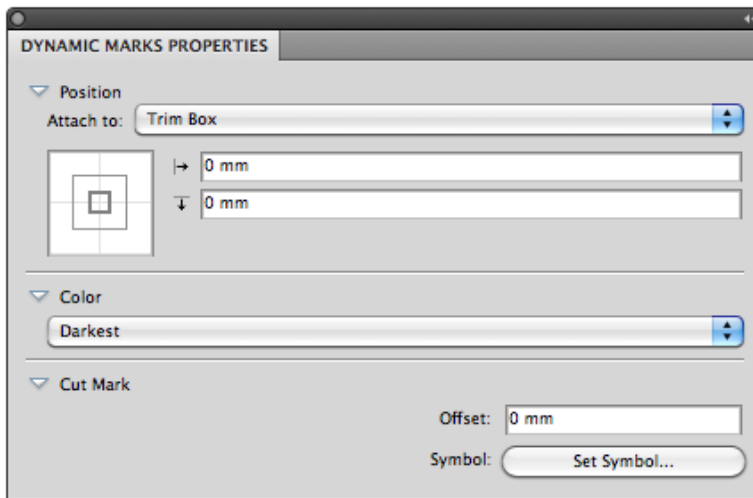 DYNAMIC MARKS PROPERTIES
Position
Attach to: Trim Box
0 mm
0 mm
Color
Darkest
Cut Mark
Offset: 0 mm
Symbol: Set Symbol...